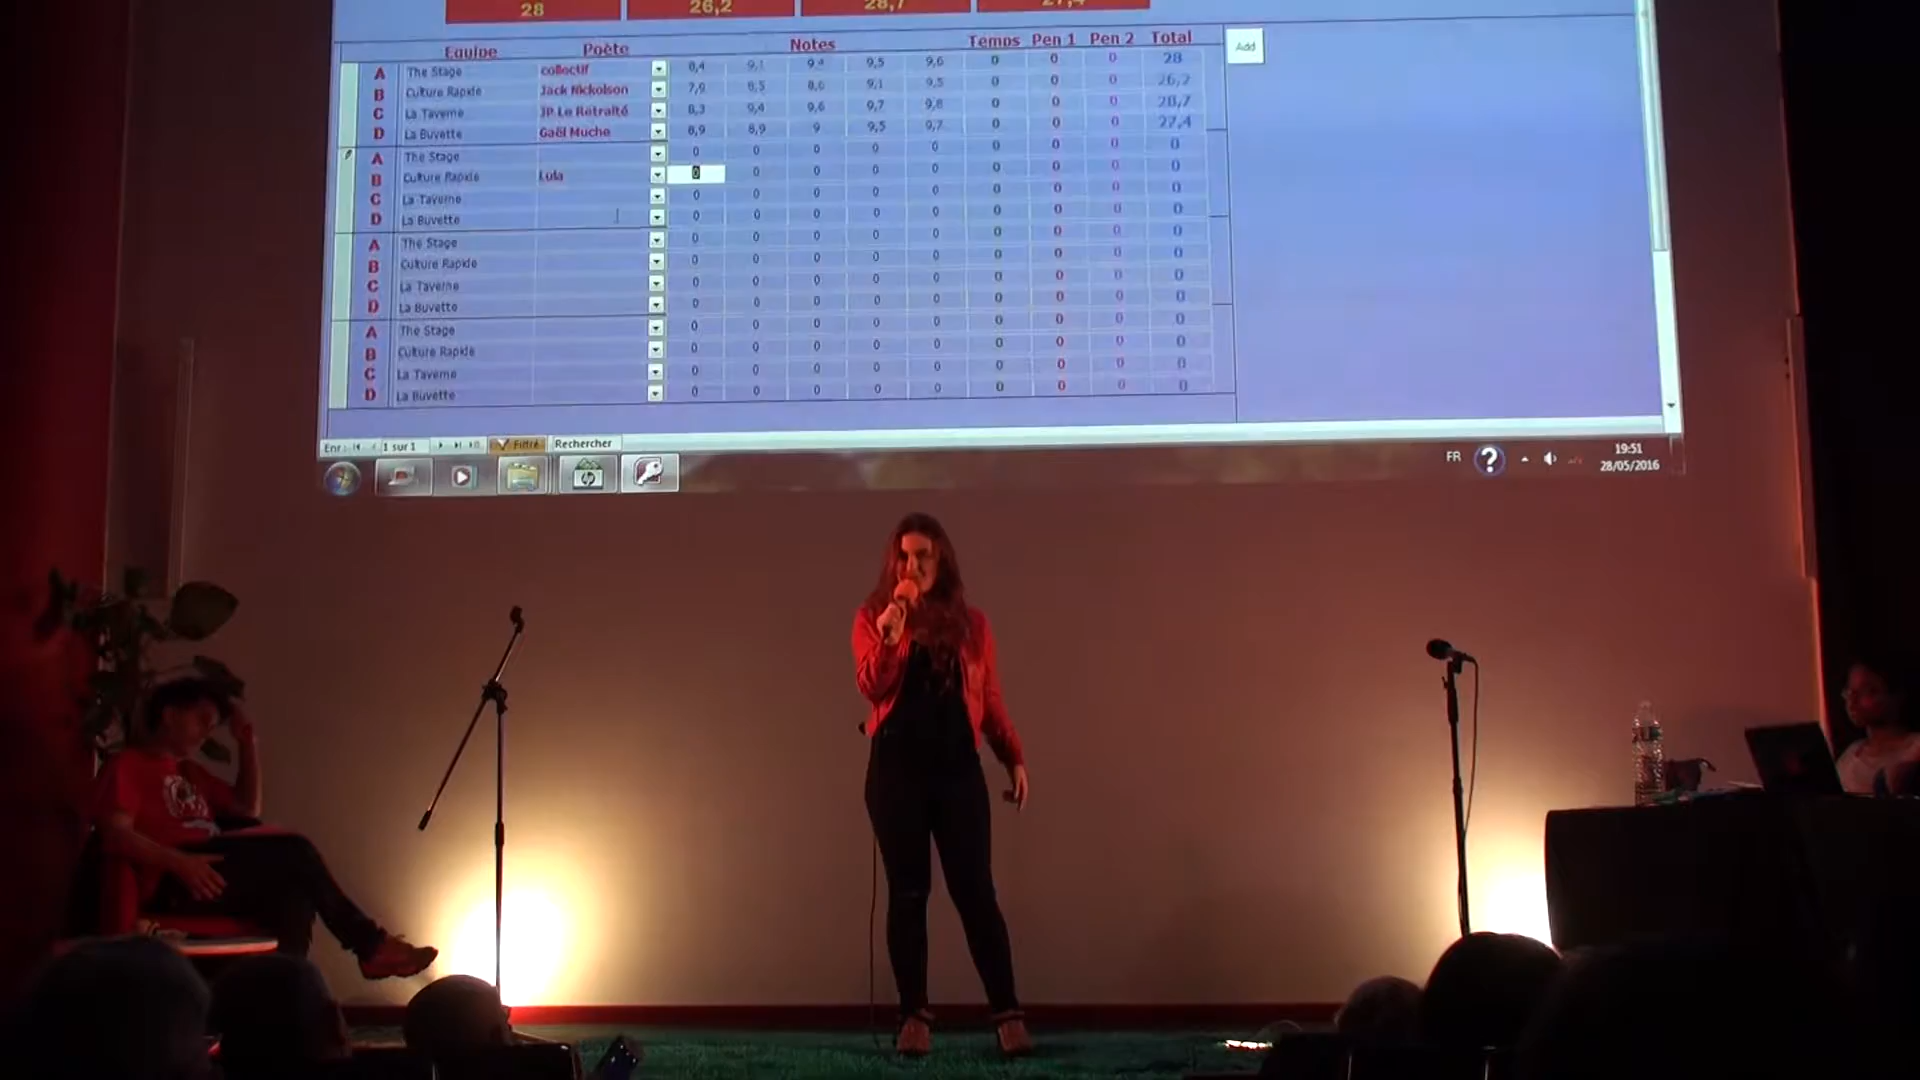 28 26,2 28,7 27,4
Equipe Poète Notes Temps Pen 1 Pen 2 Total Add
A The Stage collectif 8,4 9,1 9,4 9,5 9,6 0 0 0 28
B Culture Rapide Jack Nickolson 7,9 8,5 8,6 9,1 9,5 0 0 0 26,2
C La Taverne JP Le Retraité 8,3 9,4 9,6 9,7 9,8 0 0 0 28,7
D La Buvette Gaël Muche 8,9 8,9 9 9,5 9,7 0 0 0 27,4
A The Stage 0 0 0 0 0 0 0 0 0
B Culture Rapide Lula 0 0 0 0 0 0 0 0 0
C La Taverne 0 0 0 0 0 0 0 0 0
D La Buvette 0 0 0 0 0 0 0 0 0
A The Stage 0 0 0 0 0 0 0 0 0
B Culture Rapide 0 0 0 0 0 0 0 0 0
C La Taverne 0 0 0 0 0 0 0 0 0
D La Buvette 0 0 0 0 0 0 0 0 0
A The Stage 0 0 0 0 0 0 0 0 0
B Culture Rapide 0 0 0 0 0 0 0 0 0
C La Taverne 0 0 0 0 0 0 0 0 0
D La Buvette 0 0 0 0 0 0 0 0 0
Enr : 1 sur 1 Filtré Rechercher
FR ? 19:51
28/05/2016